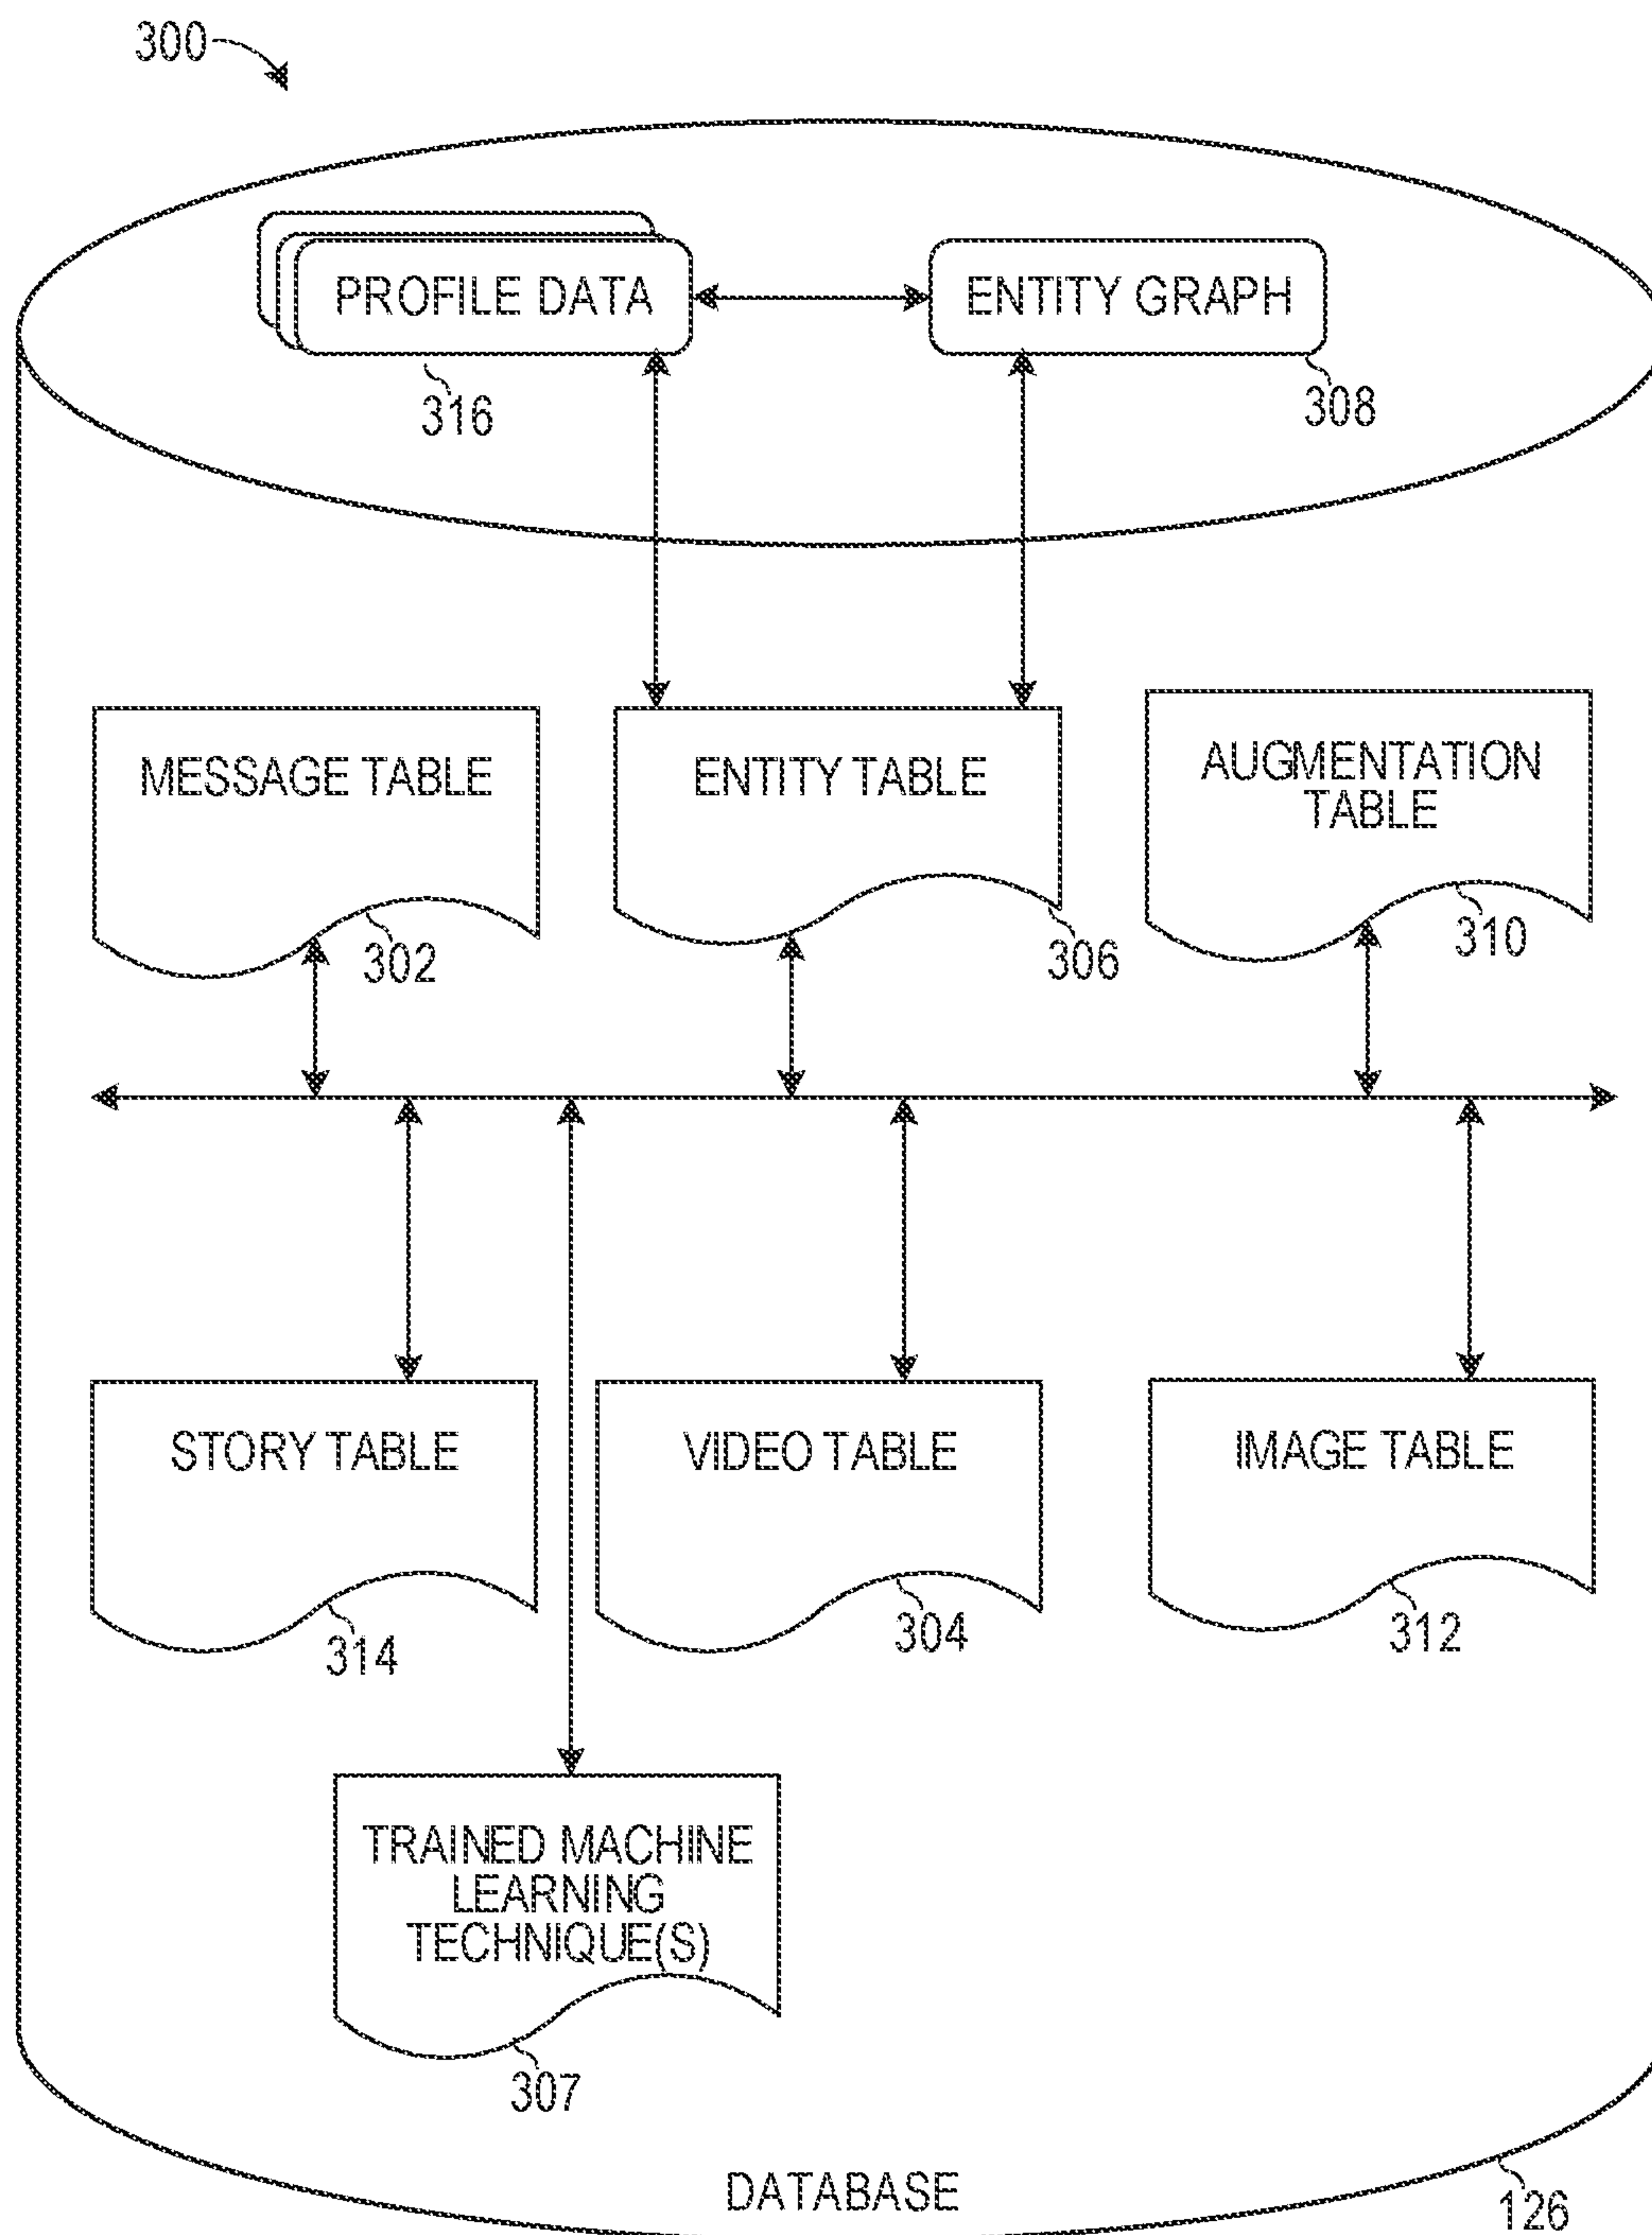 300
PROFILE DATA
ENTITY GRAPH
316
308
MESSAGE TABLE
ENTITY TABLE
AUGMENTATION
TABLE
302
306
310
STORY TABLE
VIDEO TABLE
IMAGE TABLE
314
304
312
TRAINED MACHINE
LEARNING
TECHNIQUE(S)
307
DATABASE
126